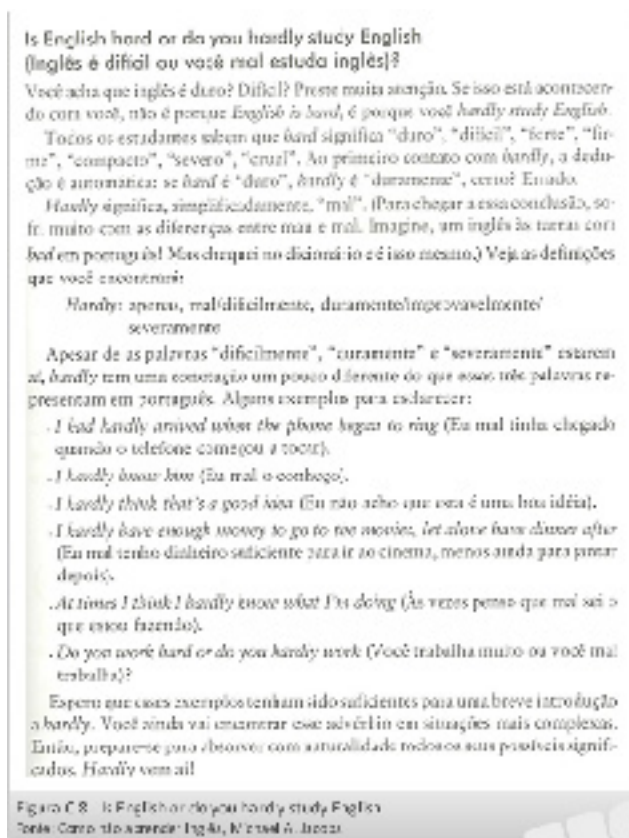 Is English hard or do you hardly study English
(Inglês é difícil ou você mal estuda inglês)?
Você acha que inglês é duro? Difícil? Preste muita atenção. Se isso está acontecen-
do com você, não é porque English is hard, é porque você hardly study English.
Todos os estudantes sabem que hard significa "duro", "difícil", "forte", "fir-
me", "compacto", "severo", "cruel". Ao primeiro contato com hardly, a dedu-
ção é automática: se hard é "duro", hardly é "duramente", certo? Errado.
Hardly significa, simplificadamente, "mal". (Para chegar a essa conclusão, so-
fri muito com as diferenças entre mau e mal. Imagine, um inglês às turras com
bad em português! Mas chequei no dicionário e é isso mesmo.) Veja as definições
que você encontrará:
Hardly: apenas, mal/dificilmente, duramente/improvavelmente/
severamente
Apesar de as palavras "dificilmente", "duramente" e "severamente" estarem
aí, hardly tem uma conotação um pouco diferente do que essas três palavras re-
presentam em português. Alguns exemplos para esclarecer:
. I had hardly arrived when the phone began to ring (Eu mal tinha chegado
quando o telefone começou a tocar).
. I hardly know him (Eu mal o conheço).
. I hardly think that's a good idea (Eu não acho que esta é uma boa idéia).
. I hardly have enough money to go to the movies, let alone have dinner after
(Eu mal tenho dinheiro suficiente para ir ao cinema, menos ainda para jantar
depois).
. At times I think I hardly know what I'm doing (Às vezes penso que mal sei o
que estou fazendo).
. Do you work hard or do you hardly work (Você trabalha muito ou você mal
trabalha)?
Espero que esses exemplos tenham sido suficientes para uma breve introdução
a hardly. Você ainda vai encontrar esse advérbio em situações mais complexas.
Então, prepare-se para absorver com naturalidade todos os seus possíveis signifi-
cados. Hardly vem aí!
Figura C.8 Is English or do you hardly study English
Fonte: Como não aprender inglês, Michael A. Jacobs